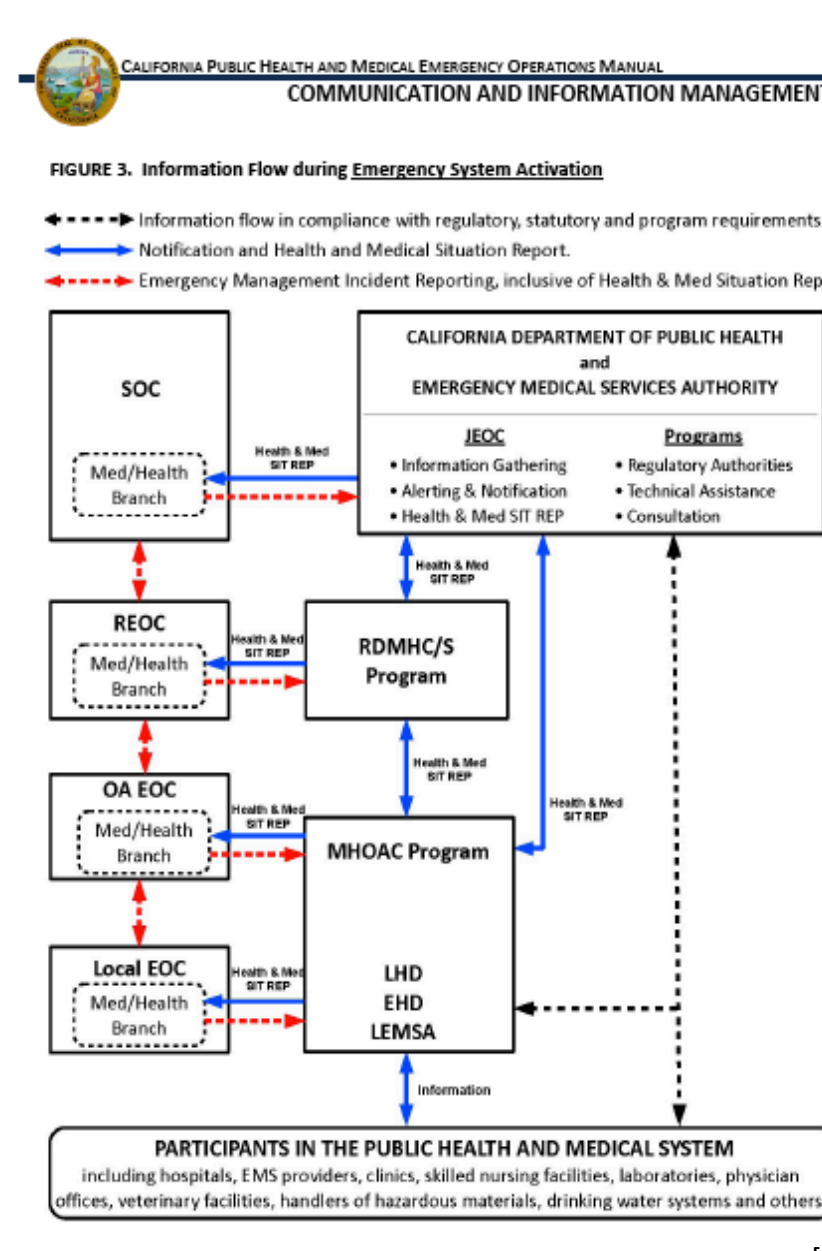 CALIFORNIA PUBLIC HEALTH AND MEDICAL EMERGENCY OPERATIONS MANUAL
COMMUNICATION AND INFORMATION MANAGEMENT
FIGURE 3. Information Flow during Emergency System Activation
Information flow in compliance with regulatory, statutory and program requirements
Notification and Health and Medical Situation Report.
Emergency Management Incident Reporting, inclusive of Health & Med Situation Rep
CALIFORNIA DEPARTMENT OF PUBLIC HEALTH
and
EMERGENCY MEDICAL SERVICES AUTHORITY
JEOC
• Information Gathering
• Alerting & Notification
• Health & Med SIT REP
Programs
• Regulatory Authorities
• Technical Assistance
• Consultation
SOC
Med/Health
Branch
Health & Med
SIT REP
Health & Med
SIT REP
REOC
Med/Health
Branch
Health & Med
SIT REP
RDMHC/S
Program
Health & Med
SIT REP
Health & Med
SIT REP
OA EOC
Med/Health
Branch
Health & Med
SIT REP
MHOAC Program
LHD
EHD
LEMSA
Local EOC
Med/Health
Branch
Health & Med
SIT REP
Information
PARTICIPANTS IN THE PUBLIC HEALTH AND MEDICAL SYSTEM
including hospitals, EMS providers, clinics, skilled nursing facilities, laboratories, physician
offices, veterinary facilities, handlers of hazardous materials, drinking water systems and others